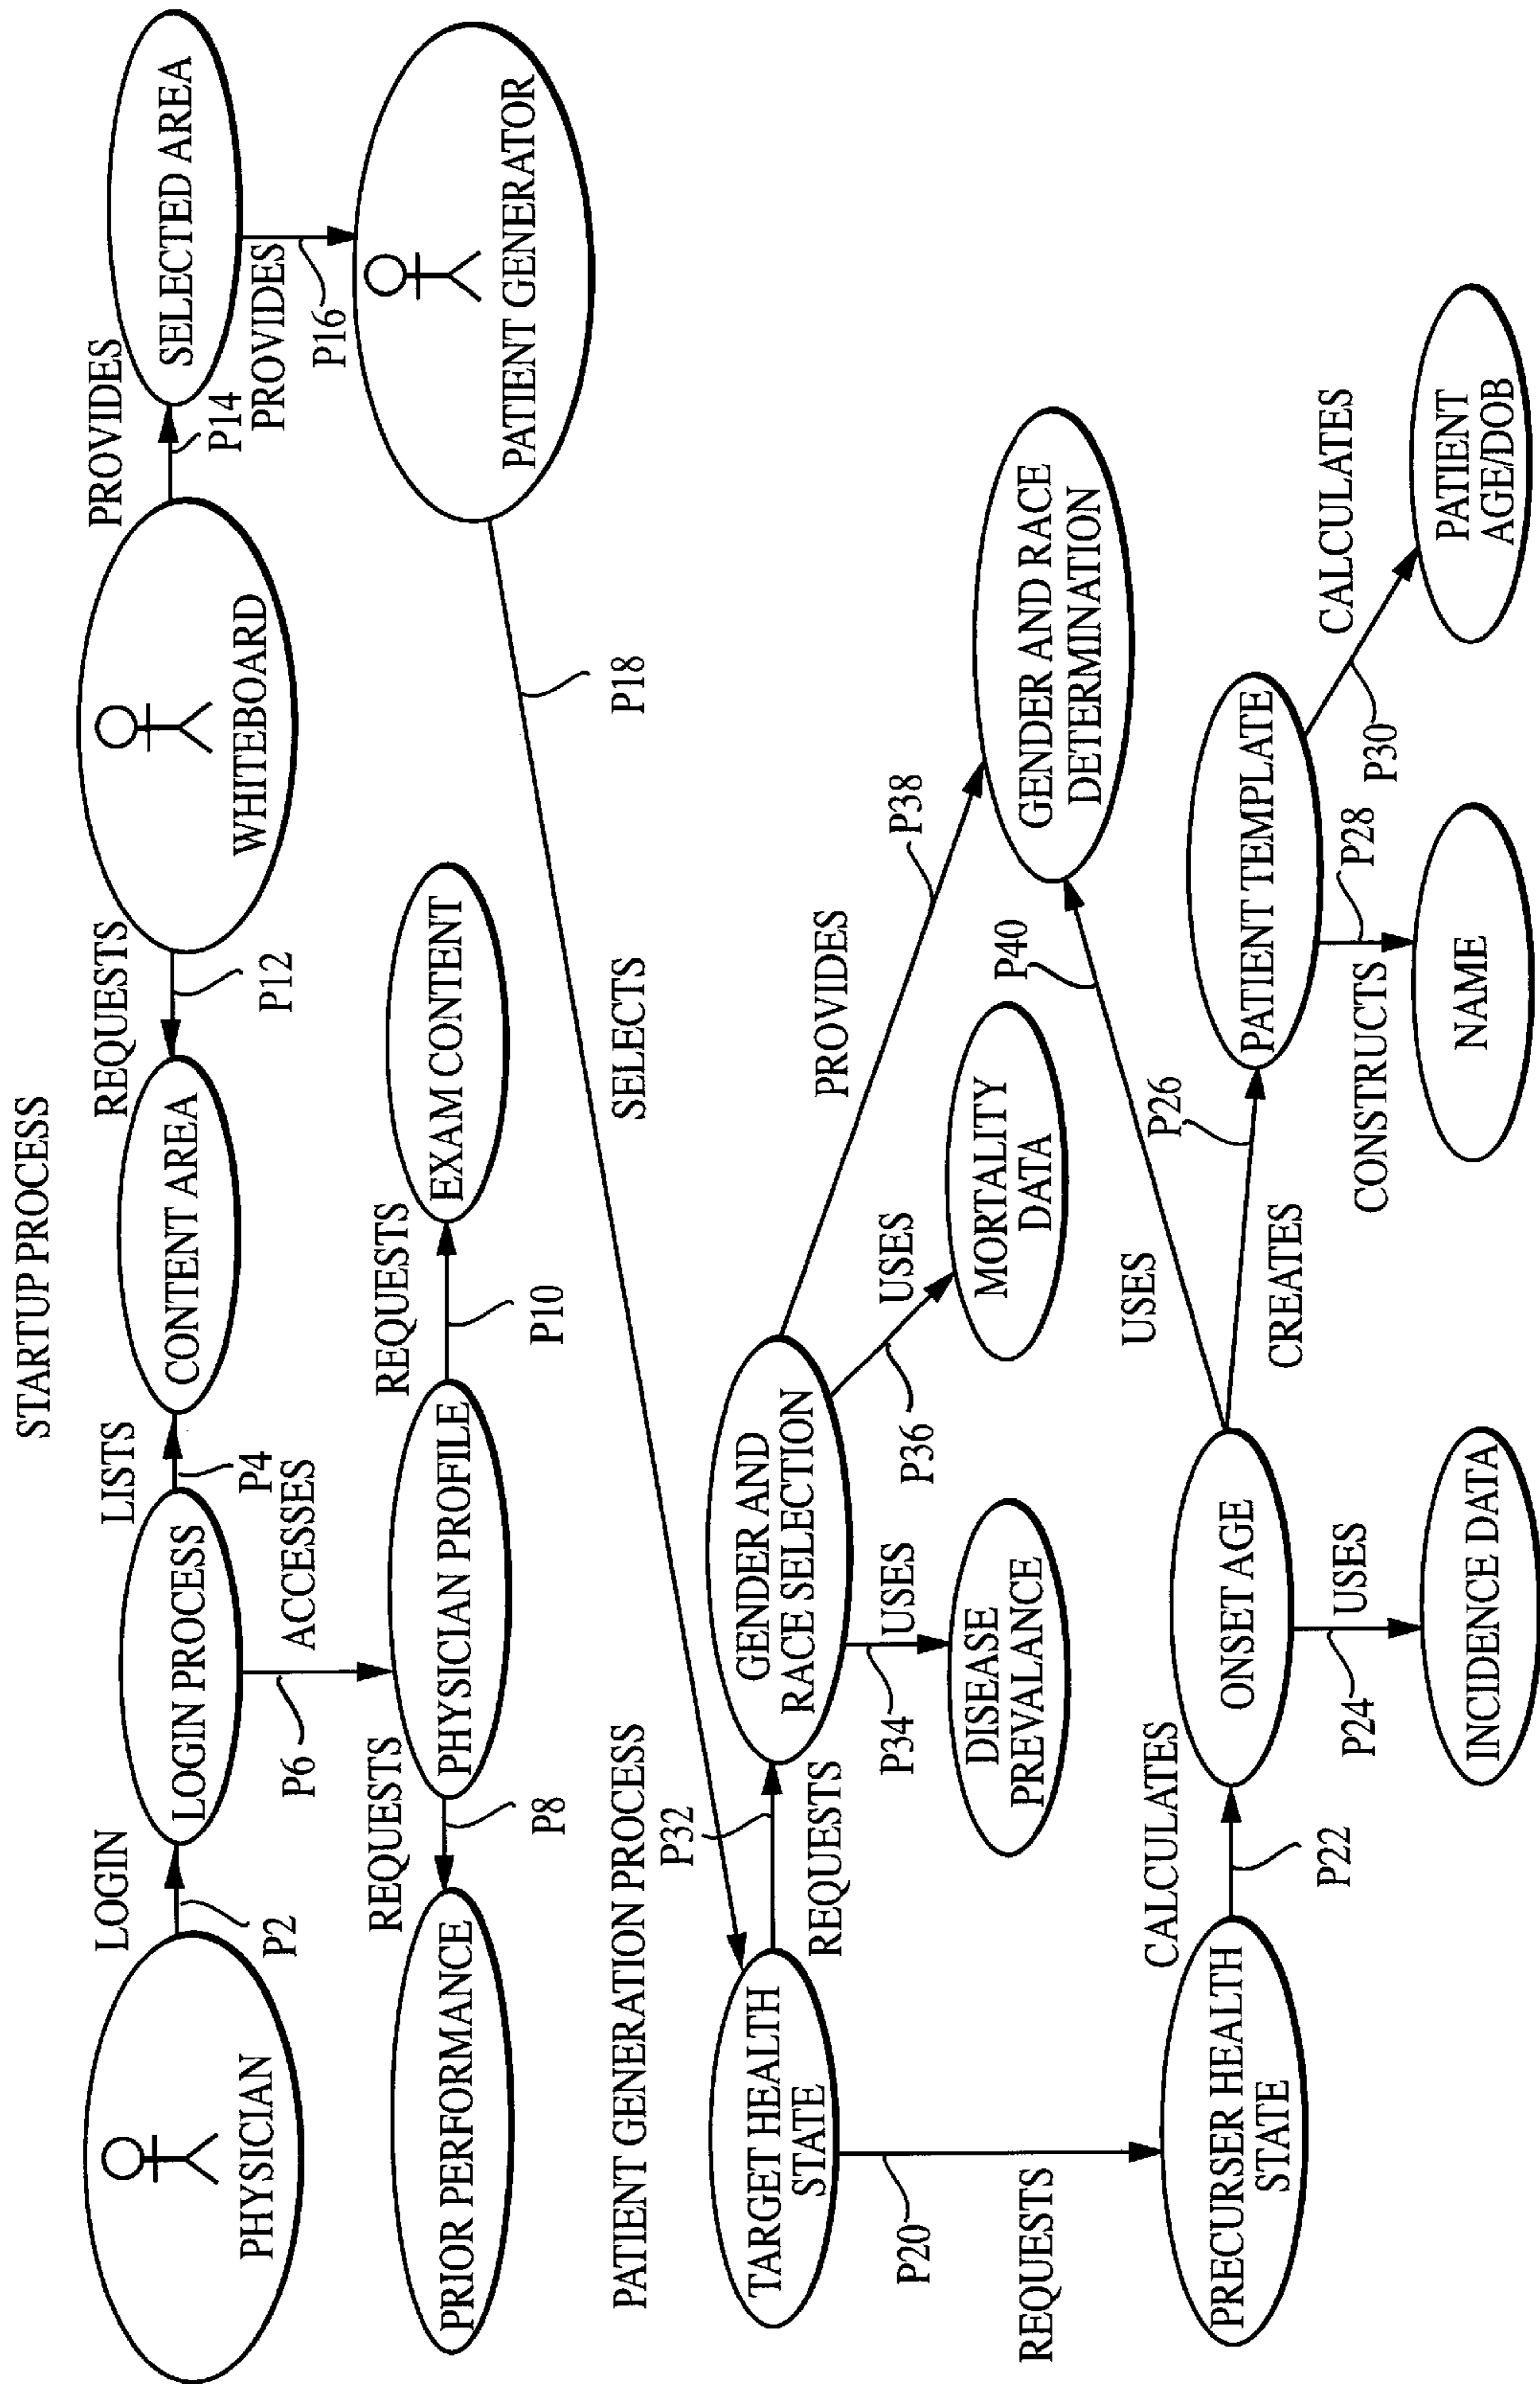 STARTUP PROCESS
LOGIN
LISTS
REQUESTS
PROVIDES
PHYSICIAN
LOGIN PROCESS
CONTENT AREA
WHITEBOARD
SELECTED AREA
P2
P4
P12
P14
P6
ACCESSES
PROVIDES
P16
REQUESTS
REQUESTS
PRIOR PERFORMANCE
PHYSICIAN PROFILE
EXAM CONTENT
PATIENT GENERATOR
P8
P10
PATIENT GENERATION PROCESS
SELECTS
P18
P32
TARGET HEALTH
STATE
GENDER AND
RACE SELECTION
REQUESTS
PROVIDES
P34
USES
P36
USES
P38
P20
DISEASE
PREVALANCE
MORTALITY
DATA
P40
GENDER AND RACE
DETERMINATION
REQUESTS
CALCULATES
USES
P26
PRECURSER HEALTH
STATE
ONSET AGE
PATIENT TEMPLATE
CREATES
P22
P24
USES
CONSTRUCTS
P28
P30
CALCULATES
INCIDENCE DATA
NAME
PATIENT
AGE/DOB